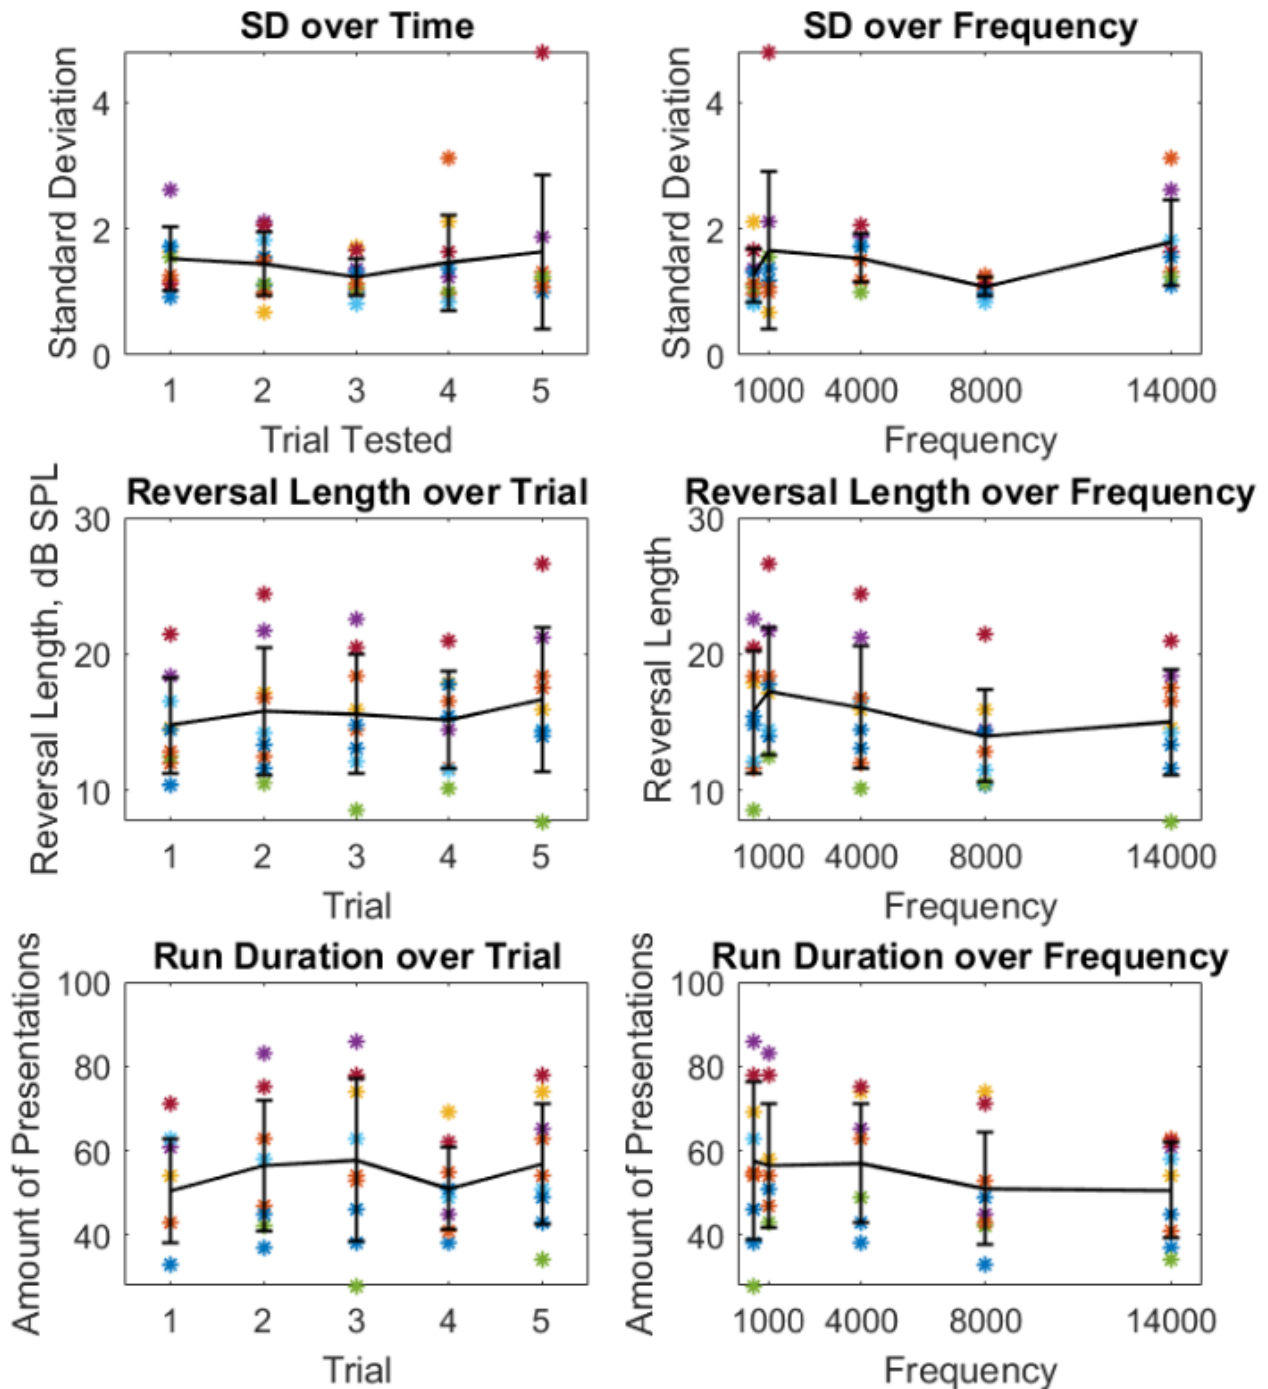 SD over Time
Standard Deviation
4
2
0
1 2 3 4 5
Trial Tested
SD over Frequency
Standard Deviation
4
2
0
1000 4000 8000 14000
Frequency
Reversal Length over Trial
Reversal Length, dB SPL
30
20
10
1 2 3 4 5
Trial
Reversal Length over Frequency
Reversal Length
30
20
10
1000 4000 8000 14000
Frequency
Run Duration over Trial
Amount of Presentations
100
80
60
40
1 2 3 4 5
Trial
Run Duration over Frequency
Amount of Presentations
100
80
60
40
1000 4000 8000 14000
Frequency